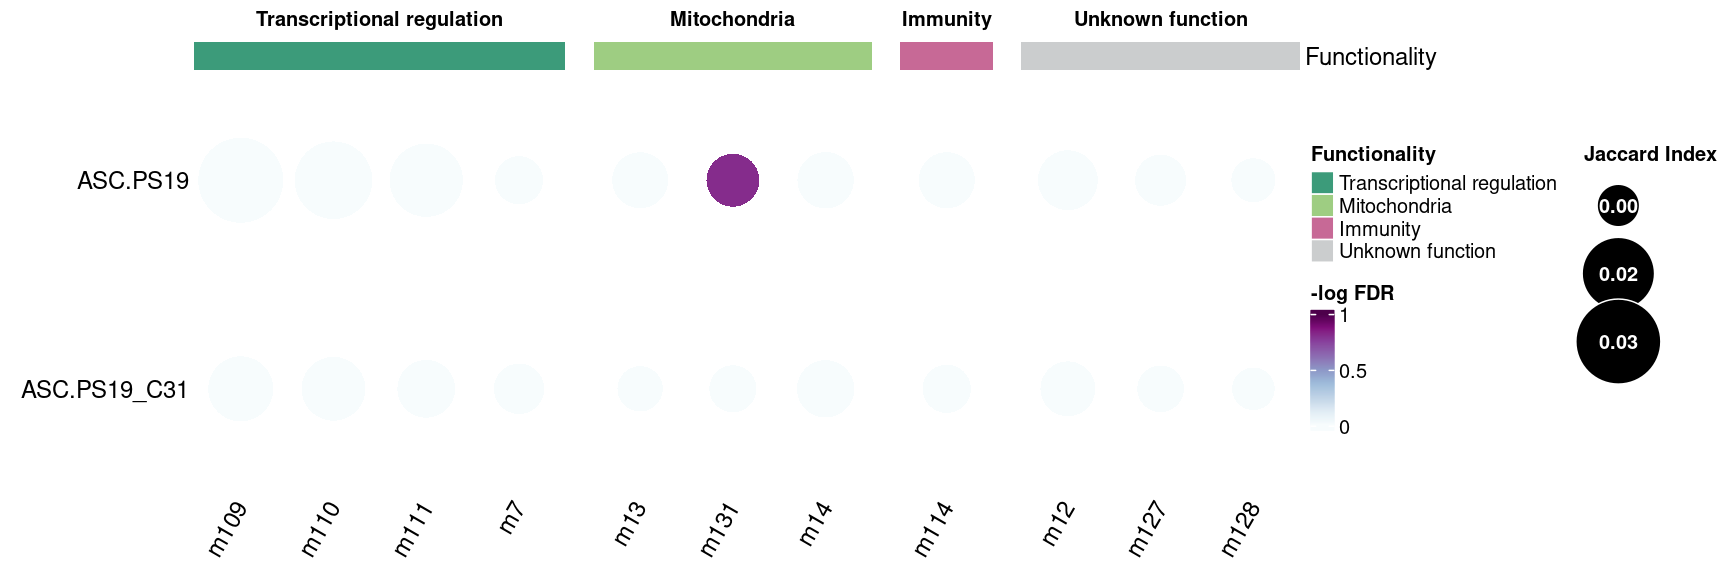 Transcriptional regulation
Mitochondria
Immunity
Unknown function
Functionality
ASC.PS19
ASC.PS19_C31
m109
m110
m111
m7
m13
m131
m14
m114
m12
m127
m128
Functionality
Transcriptional regulation
Mitochondria
Immunity
Unknown function
-log FDR
1
0.5
0
Jaccard Index
0.00
0.02
0.03